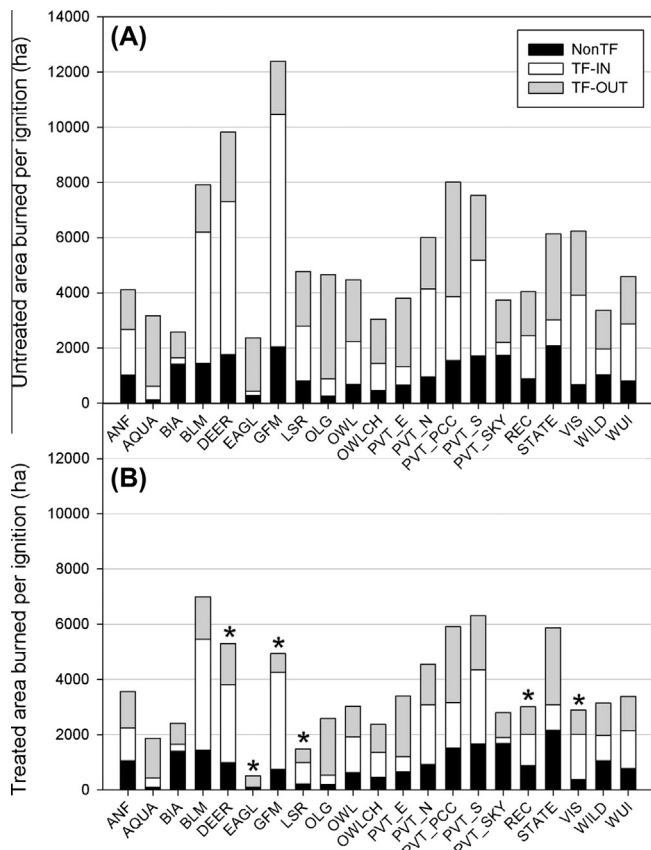 Untreated area burned per ignition (ha)
14000
12000
10000
8000
6000
4000
2000
0
(A)
NonTF
TF-IN
TF-OUT
ANF
AQUA
BIA
BLM
DEER
EAGL
GFM
LSR
OLG
OWL
OWLCH
PVT_E
PVT_N
PVT_PCC
PVT_S
PVT_SKY
REC
STATE
VIS
WILD
WUI
Treated area burned per ignition (ha)
12000
10000
8000
6000
4000
2000
0
(B)
*
*
*
*
*
*
ANF
AQUA
BIA
BLM
DEER
EAGL
GFM
LSR
OLG
OWL
OWLCH
PVT_E
PVT_N
PVT_PCC
PVT_S
PVT_SKY
REC
STATE
VIS
WILD
WUI